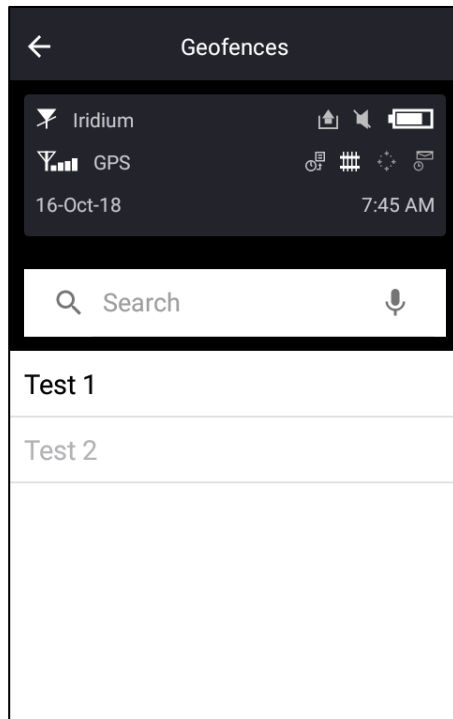 Geofences
Iridium
GPS
16-Oct-18 7:45 AM
Search
Test 1
Test 2